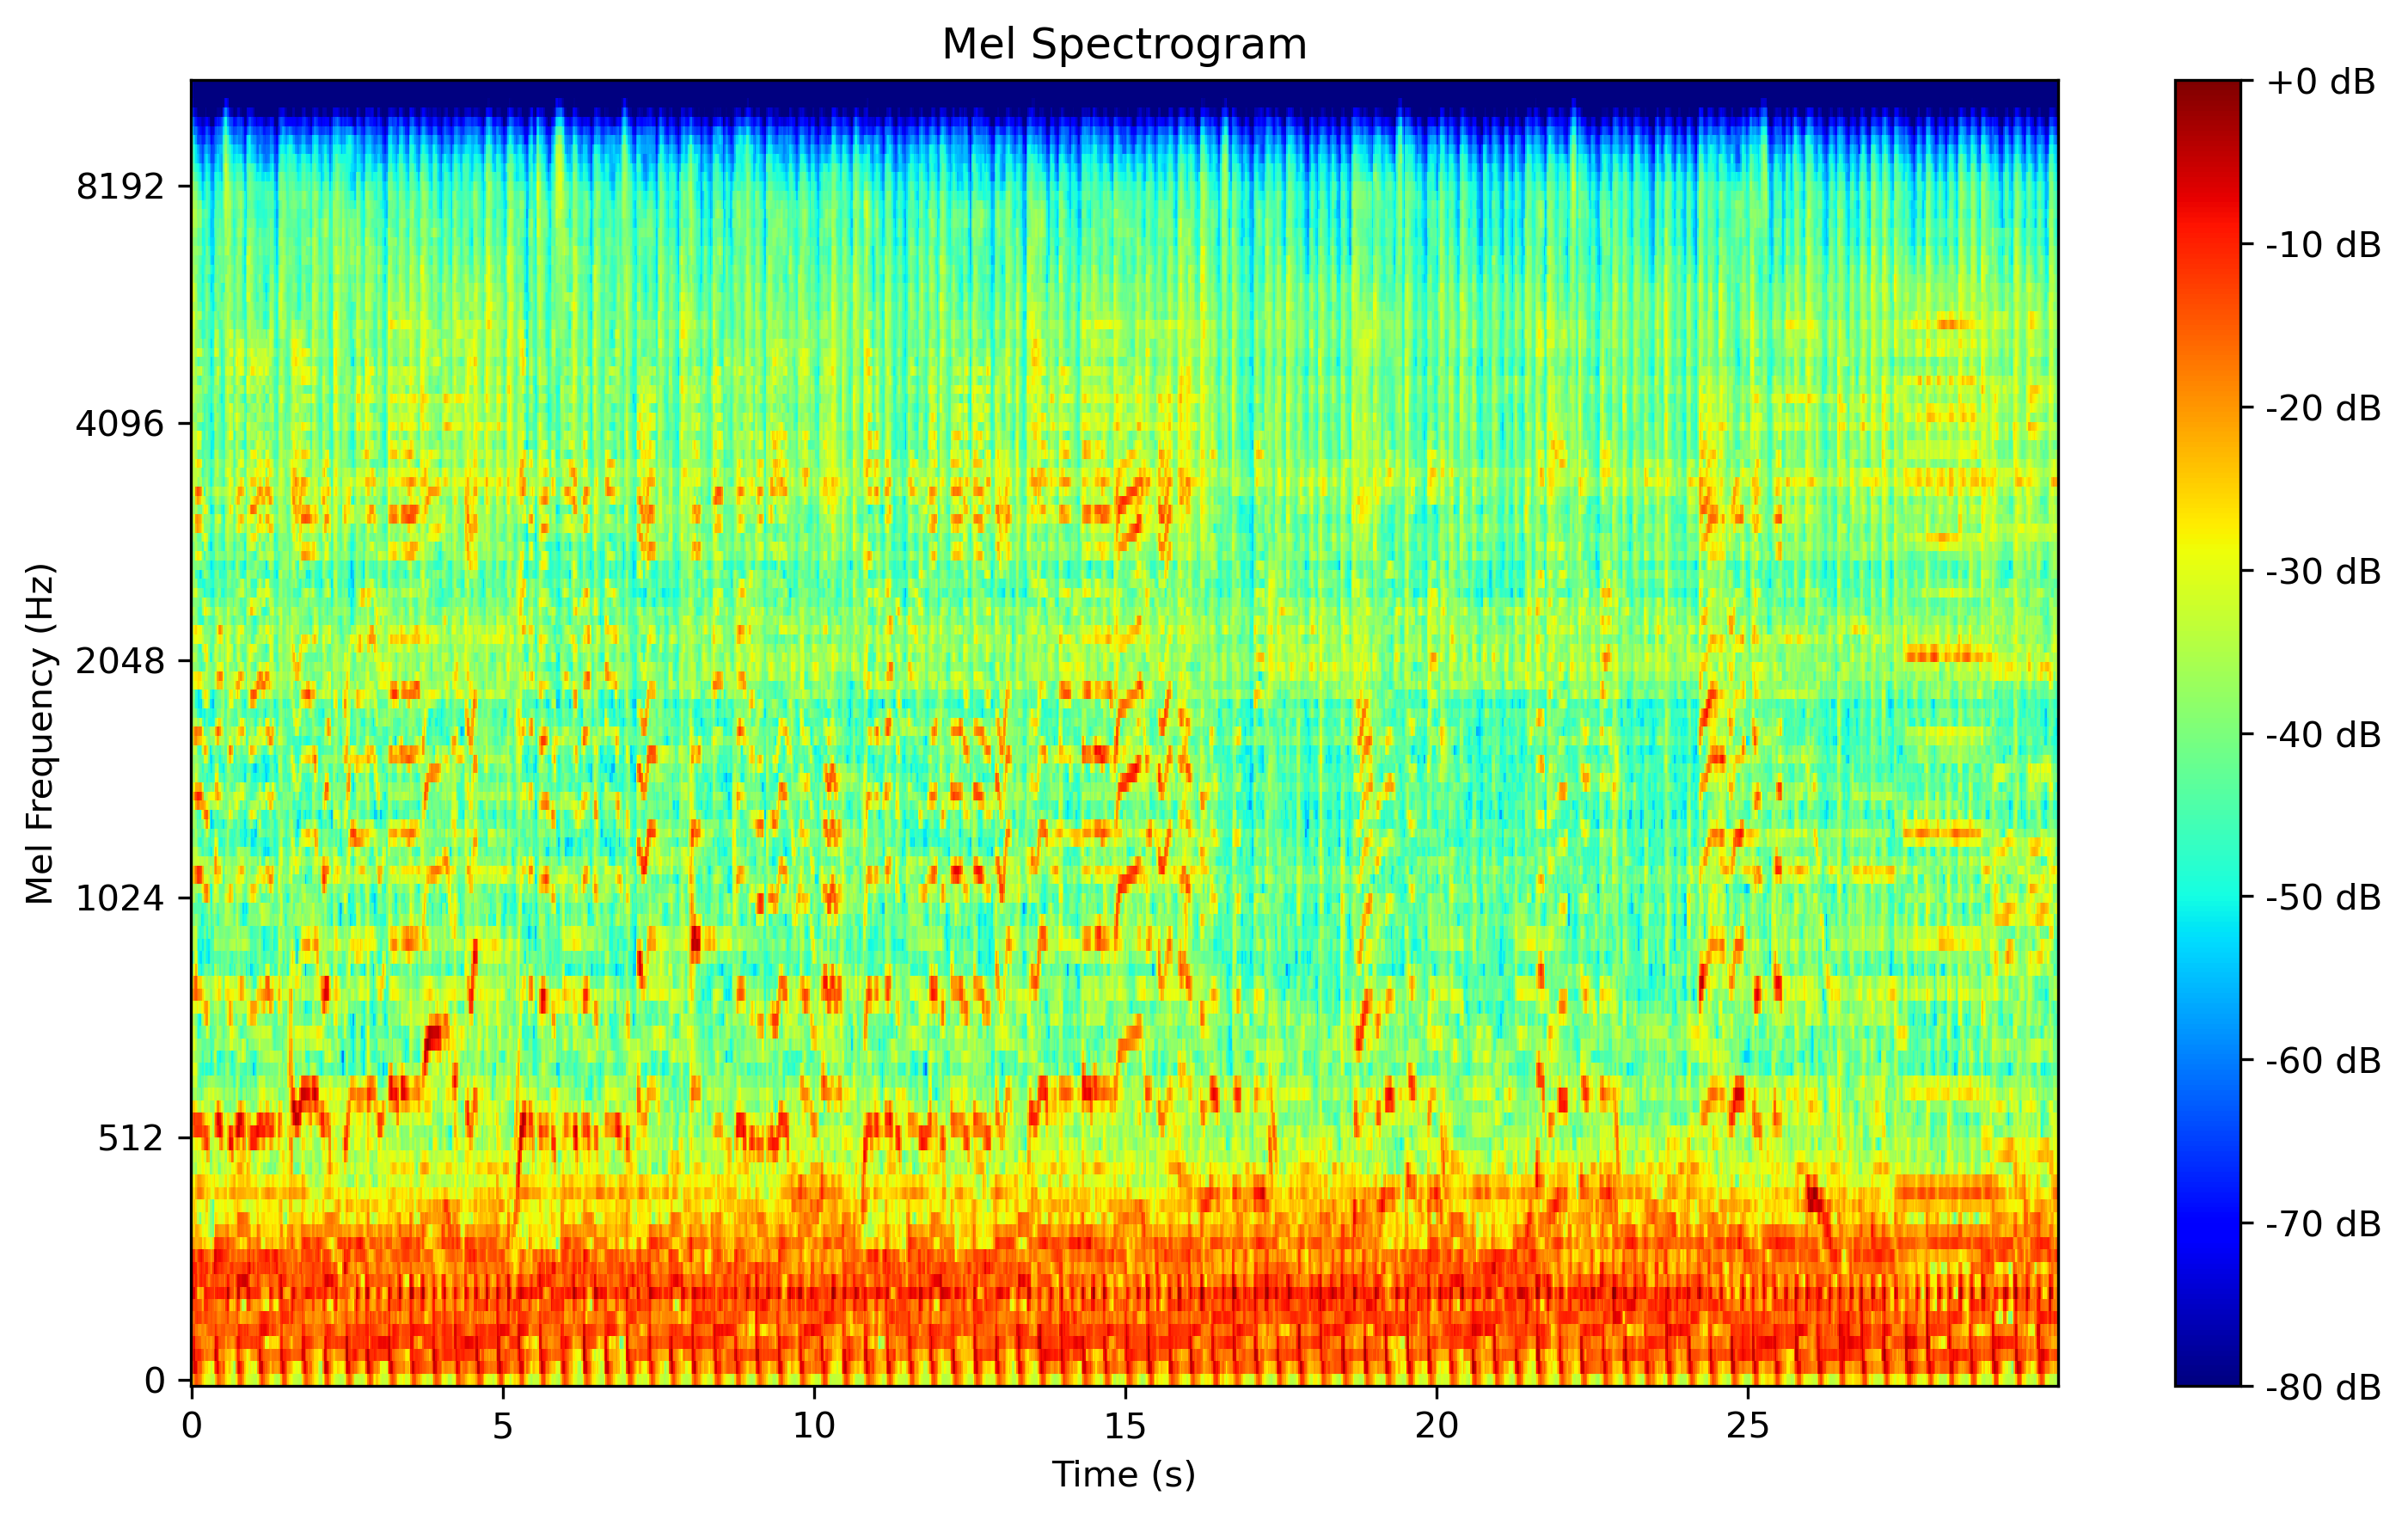 Mel Spectrogram
+0 dB
-10 dB
-20 dB
-30 dB
-40 dB
-50 dB
-60 dB
-70 dB
-80 dB
Mel Frequency (Hz)
8192
4096
2048
1024
512
0
0 5 10 15 20 25
Time (s)